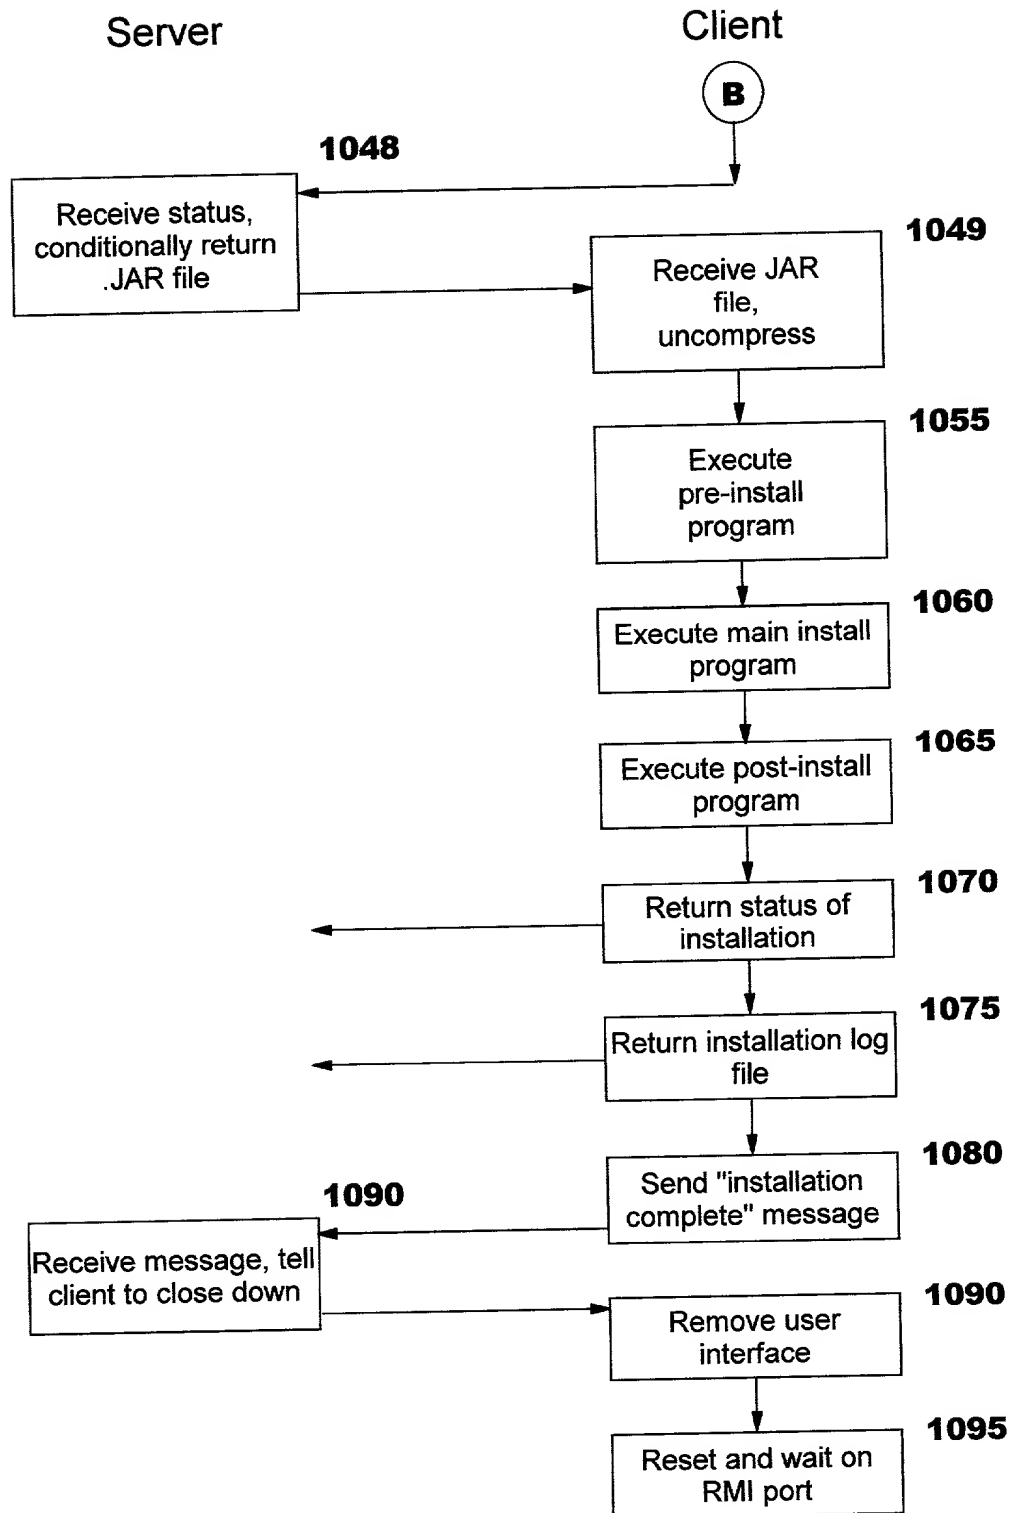 Server
Client
B
1048
Receive status,
conditionally return
.JAR file
1049
Receive JAR
file,
uncompress
1055
Execute
pre-install
program
1060
Execute main install
program
1065
Execute post-install
program
1070
Return status of
installation
1075
Return installation log
file
1080
Send "installation
complete" message
1090
Receive message, tell
client to close down
1090
Remove user
interface
1095
Reset and wait on
RMI port